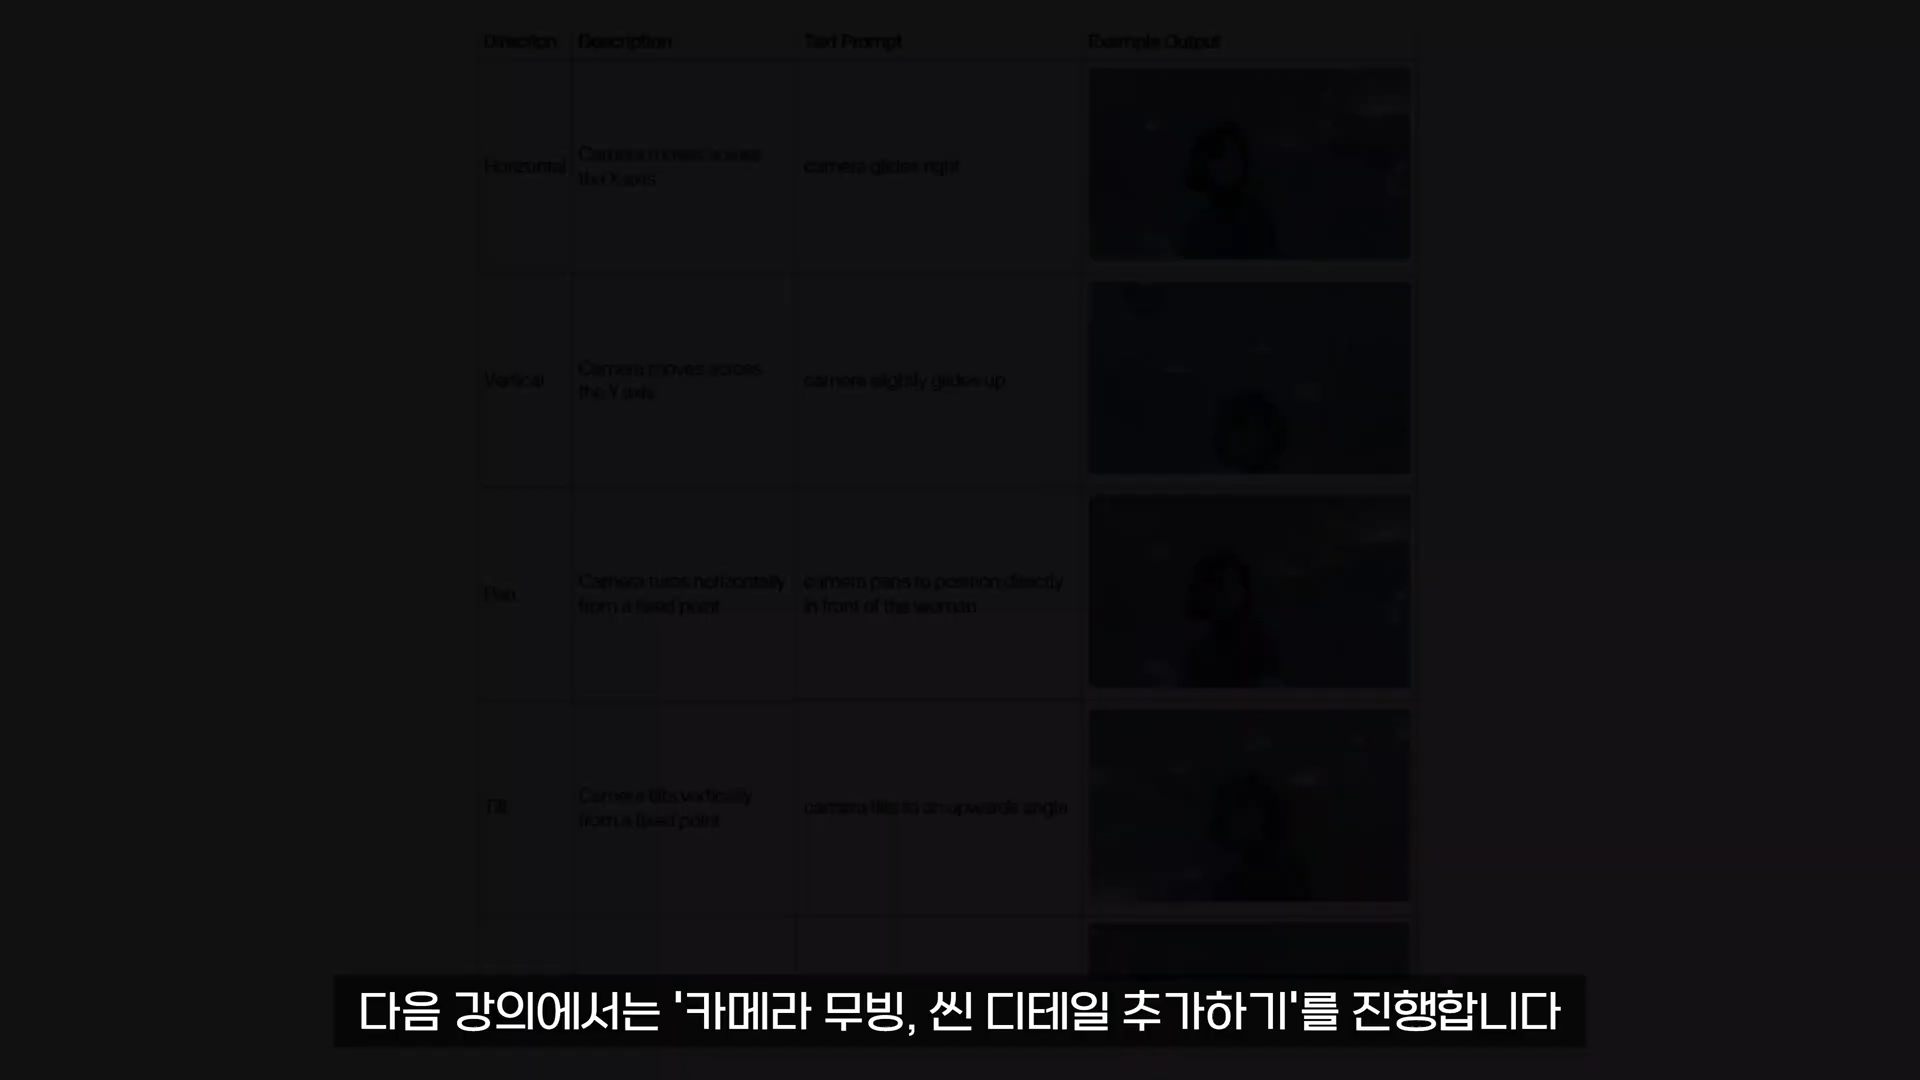 Direction Description Text Prompt Example Output
Horizontal
Camera moves across
the X axis
camera glides right
Vertical
Camera moves across
the Y axis
camera slightly glides up
Pan
Camera turns horizontally
from a fixed point
camera pans to position directly
in front of the woman
Tilt
Camera tilts vertically
from a fixed point
camera tilts to an upwards angle
다음 강의에서는 '카메라 무빙, 씬 디테일 추가하기'를 진행합니다